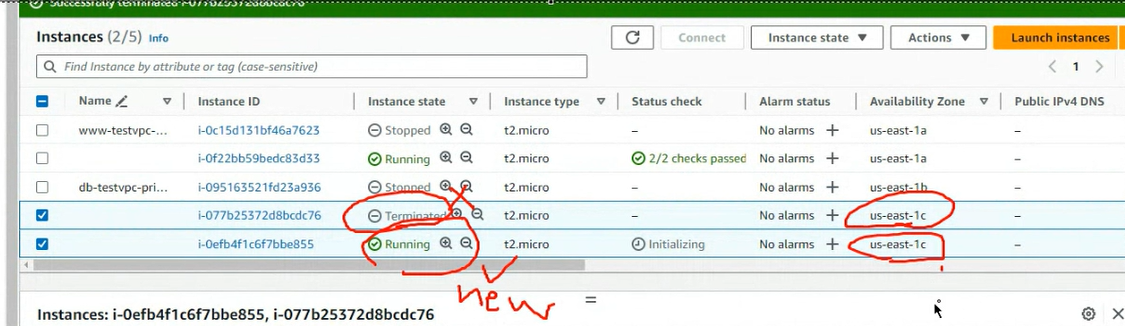 Successfully terminated i-077b25372d8bcdc76
Instances (2/5) Info Connect Instance state Actions Launch instances
Find Instance by attribute or tag (case-sensitive) 1
Name Instance ID Instance state Instance type Status check Alarm status Availability Zone Public IPv4 DNS
www-testvpc-... i-0c15d131bf46a7623 Stopped t2.micro – No alarms + us-east-1a –
i-0f22bb59bedc83d33 Running t2.micro 2/2 checks passed No alarms + us-east-1a –
db-testvpc-pri... i-095163521fd23a936 Stopped t2.micro – No alarms + us-east-1b –
i-077b25372d8bcdc76 Terminated t2.micro – No alarms + us-east-1c –
i-0efb4f1c6f7bbe855 Running t2.micro Initializing No alarms + us-east-1c –
new
Instances: i-0efb4f1c6f7bbe855, i-077b25372d8bcdc76